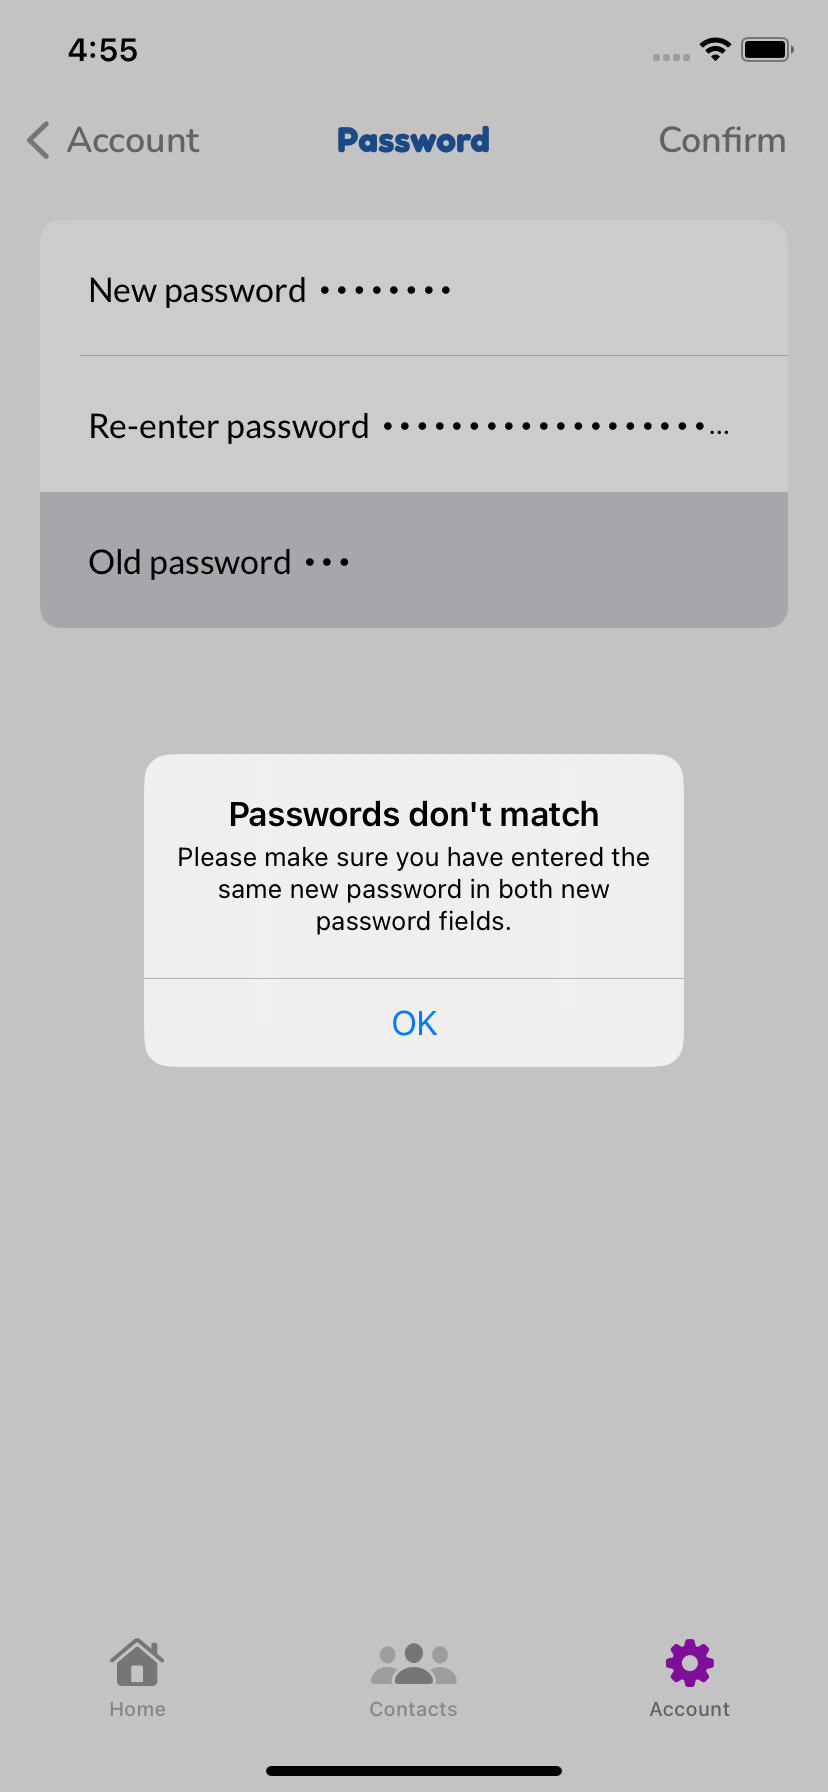 4:55
Account
Password
Confirm
New password ••••••••
Re-enter password •••••••••••••••••••...
Old password •••
Passwords don't match
Please make sure you have entered the
same new password in both new
password fields.
OK
Home
Contacts
Account